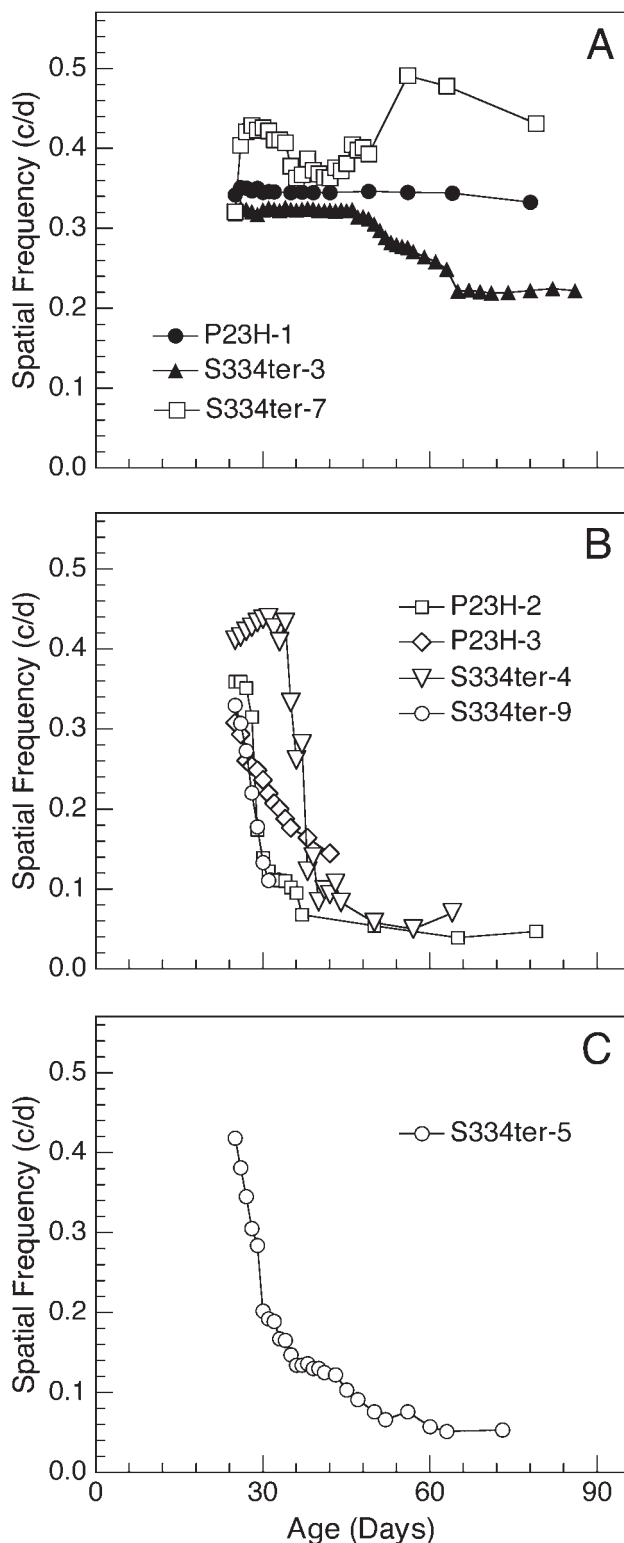 A
Spatial Frequency (c/d)
0.5
0.4
0.3
0.2
0.1
0.0
P23H-1
S334ter-3
S334ter-7
B
Spatial Frequency (c/d)
0.5
0.4
0.3
0.2
0.1
0.0
P23H-2
P23H-3
S334ter-4
S334ter-9
C
Spatial Frequency (c/d)
0.5
0.4
0.3
0.2
0.1
0.0
S334ter-5
0 30 60 90
Age (Days)